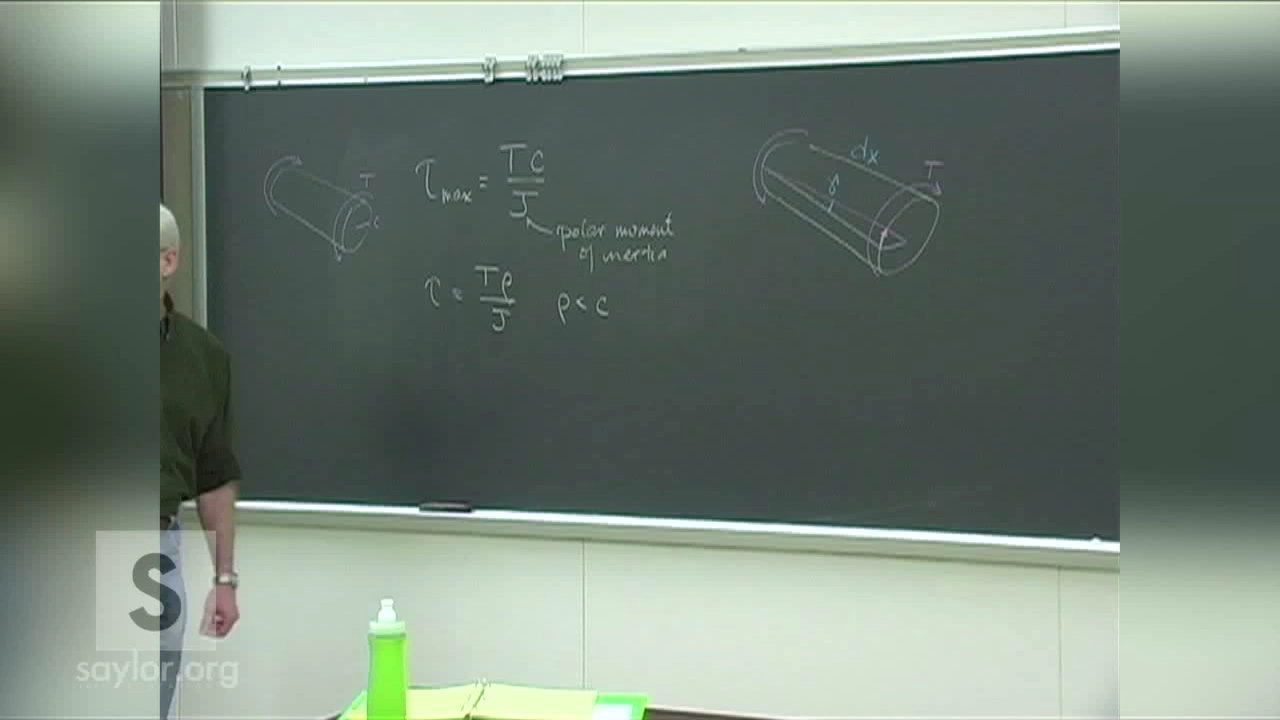 T
c
τmax = Tc/J
polar moment
of inertia
τ = Tρ/J ρ < c
dx
γ
T
S
saylor.org